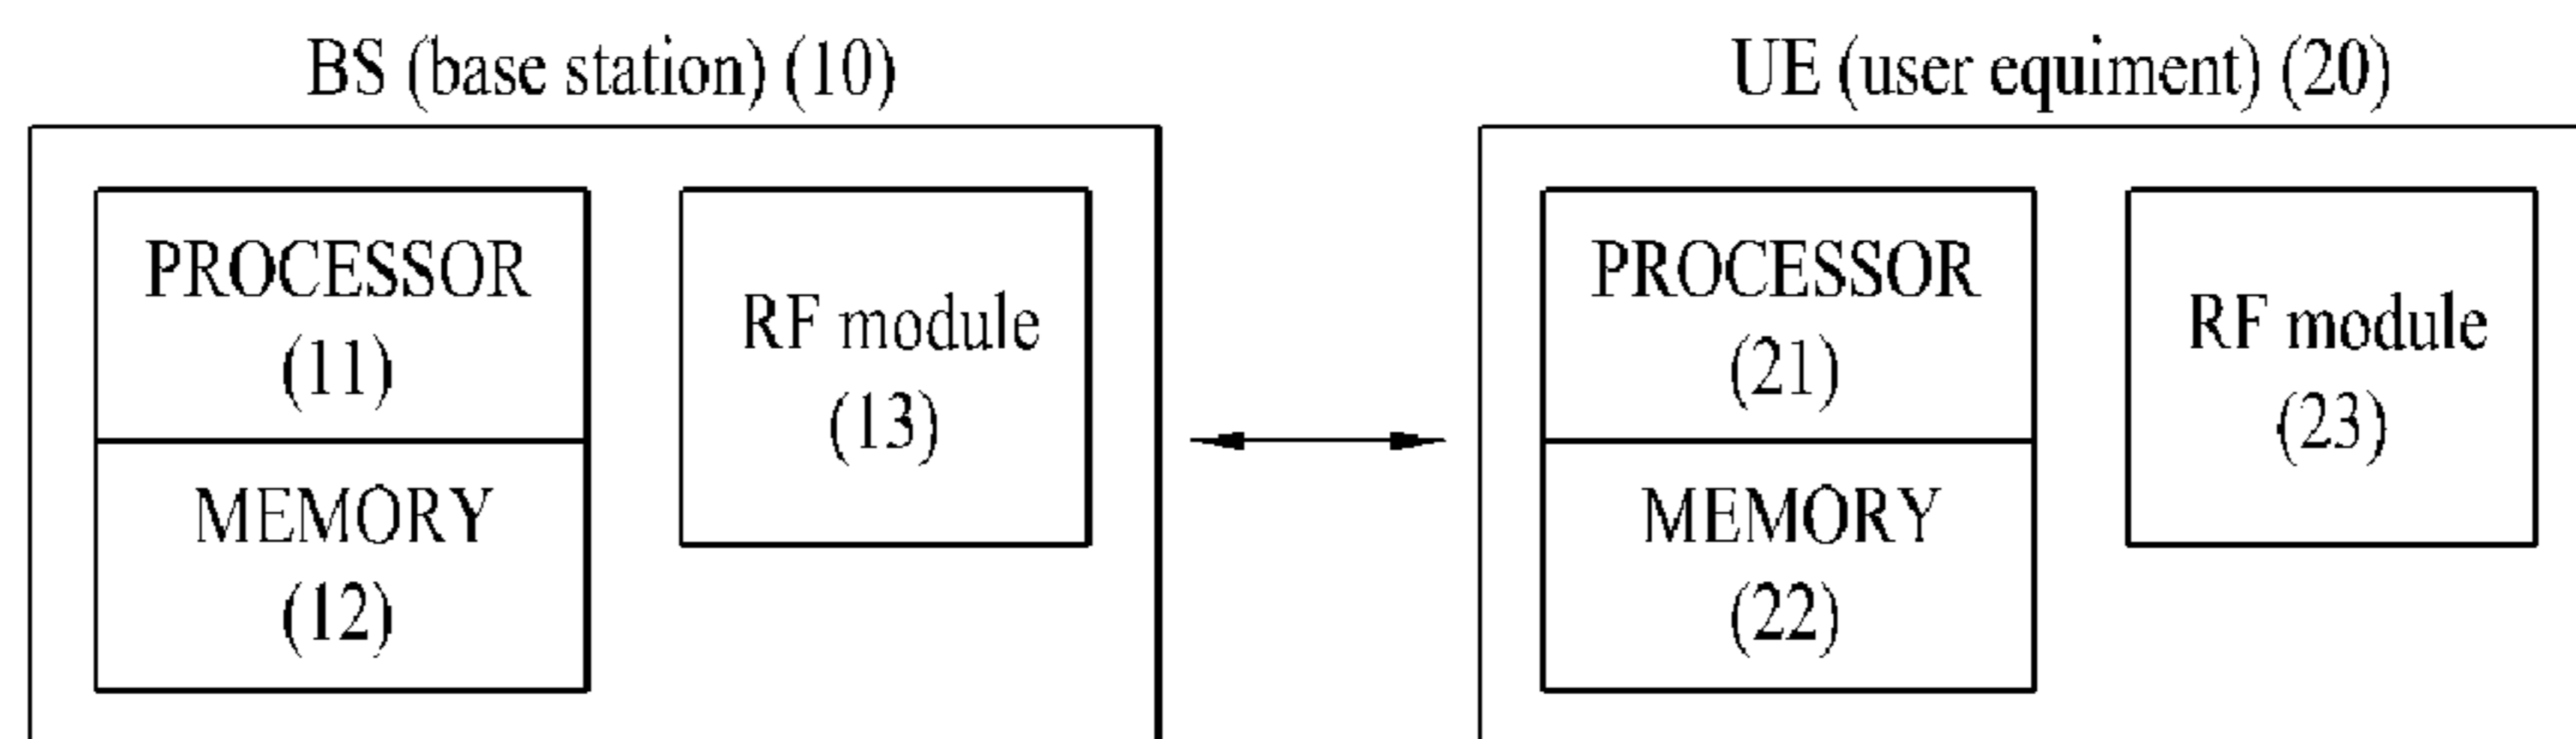 BS (base station) (10)
UE (user equiment) (20)
PROCESSOR
(11)
MEMORY
(12)
RF module
(13)
PROCESSOR
(21)
MEMORY
(22)
RF module
(23)